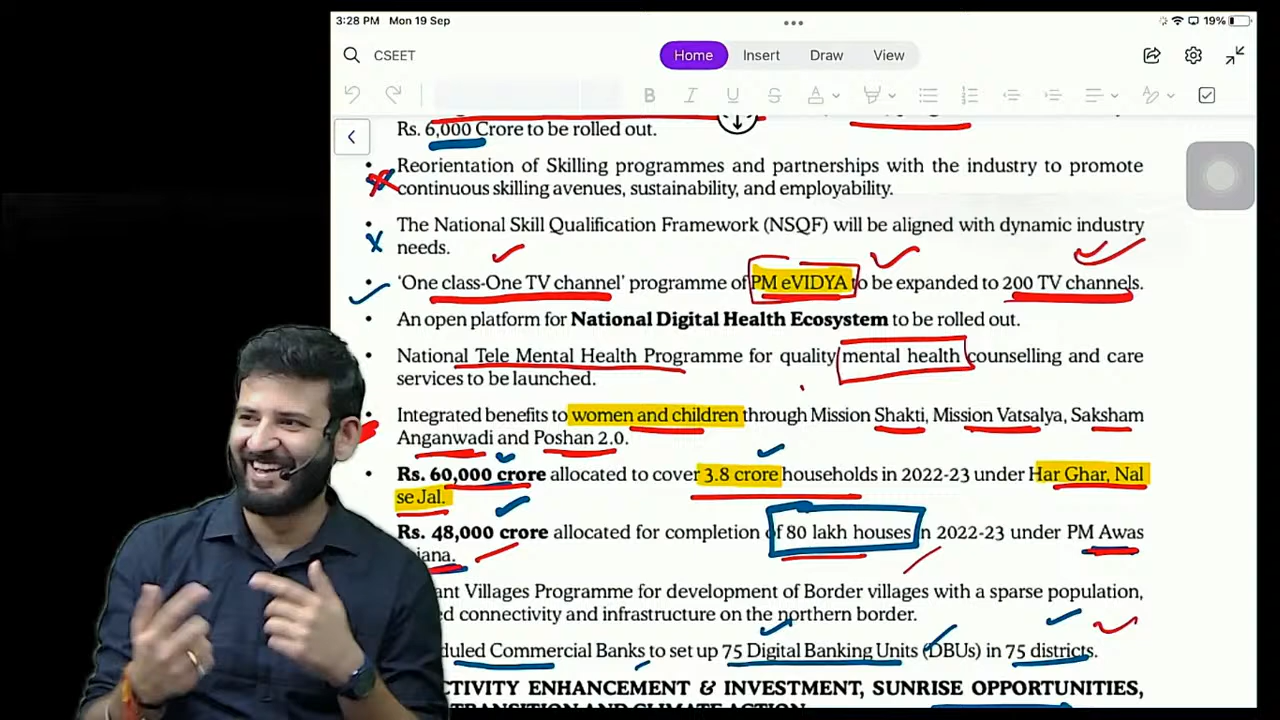 3:28 PM Mon 19 Sep
19%
CSEET
Home Insert Draw View
Rs. 6,000 Crore to be rolled out.
• Reorientation of Skilling programmes and partnerships with the industry to promote
continuous skilling avenues, sustainability, and employability.
• The National Skill Qualification Framework (NSQF) will be aligned with dynamic industry
needs.
• ‘One class-One TV channel’ programme of PM eVIDYA to be expanded to 200 TV channels.
• An open platform for National Digital Health Ecosystem to be rolled out.
• National Tele Mental Health Programme for quality mental health counselling and care
services to be launched.
• Integrated benefits to women and children through Mission Shakti, Mission Vatsalya, Saksham
Anganwadi and Poshan 2.0.
• Rs. 60,000 crore allocated to cover 3.8 crore households in 2022-23 under Har Ghar, Nal
se Jal.
Rs. 48,000 crore allocated for completion of 80 lakh houses in 2022-23 under PM Awas
Villages Programme for development of Border villages with a sparse population,
connectivity and infrastructure on the northern border.
Commercial Banks to set up 75 Digital Banking Units (DBUs) in 75 districts.
ENHANCEMENT & INVESTMENT, SUNRISE OPPORTUNITIES,
TRANSITION AND CLIMATE ACTION